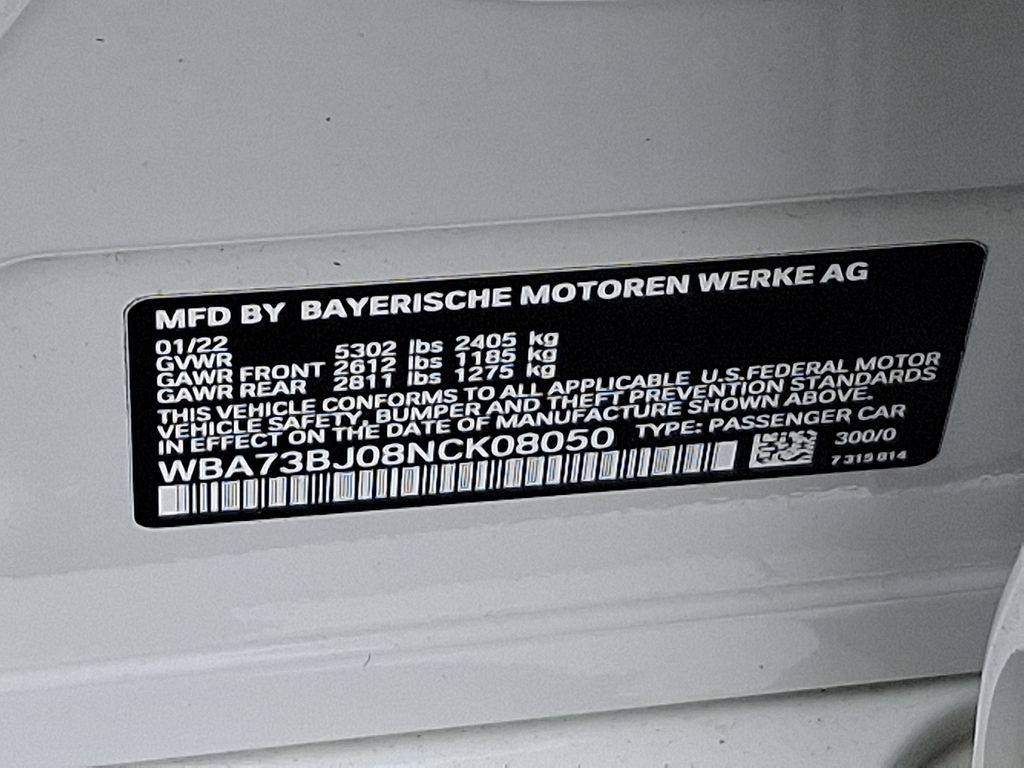 MFD BY BAYERISCHE MOTOREN WERKE AG
01/22
GVWR 5302 lbs 2405 kg
GAWR FRONT 2612 lbs 1185 kg
GAWR REAR 2811 lbs 1275 kg
THIS VEHICLE CONFORMS TO ALL APPLICABLE U.S.FEDERAL MOTOR
VEHICLE SAFETY, BUMPER AND THEFT PREVENTION STANDARDS
IN EFFECT ON THE DATE OF MANUFACTURE SHOWN ABOVE.
WBA73BJ08NCK08050 TYPE: PASSENGER CAR
300/0
7 319 814